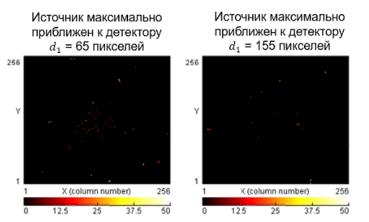 Источник максимально
приближен к детектору
d₁ = 65 пикселей
266
Y
1
1 X (column number) 256
0 12.5 25 37.5 50
Источник максимально
приближен к детектору
d₁ = 155 пикселей
266
Y
1
1 X (column number) 256
0 12.5 25 37.5 50